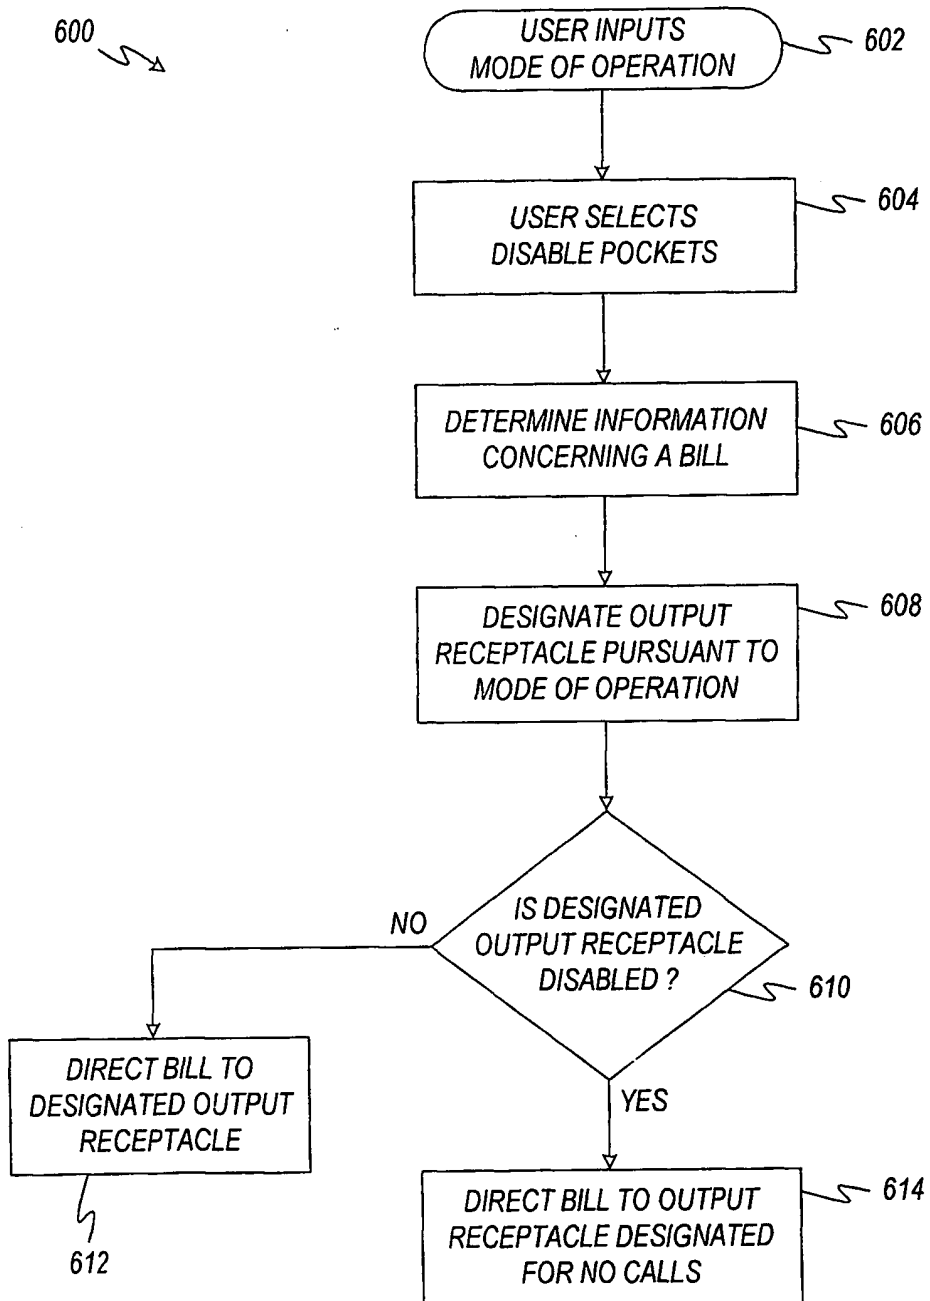 600
USER INPUTS
MODE OF OPERATION
602
USER SELECTS
DISABLE POCKETS
604
DETERMINE INFORMATION
CONCERNING A BILL
606
DESIGNATE OUTPUT
RECEPTACLE PURSUANT TO
MODE OF OPERATION
608
IS DESIGNATED
OUTPUT RECEPTACLE
DISABLED ?
610
NO
YES
DIRECT BILL TO
DESIGNATED OUTPUT
RECEPTACLE
612
DIRECT BILL TO OUTPUT
RECEPTACLE DESIGNATED
FOR NO CALLS
614